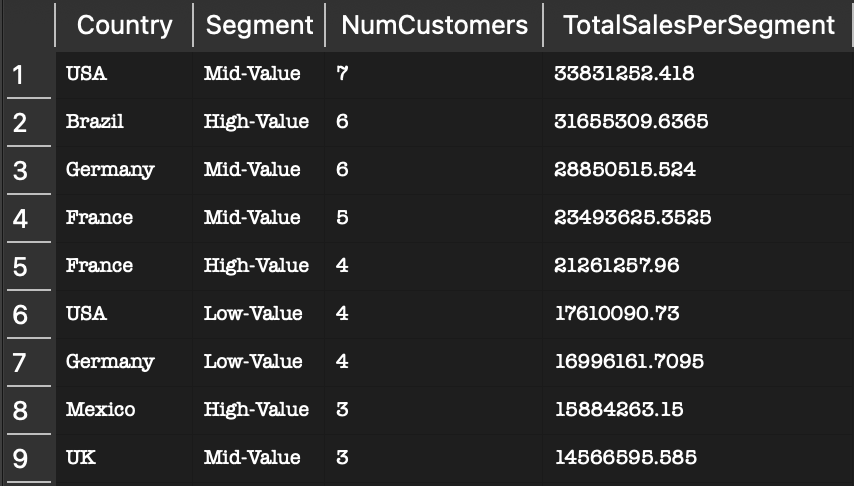 Country Segment NumCustomers TotalSalesPerSegment
1 USA Mid-Value 7 33831252.418
2 Brazil High-Value 6 31655309.6365
3 Germany Mid-Value 6 28850515.524
4 France Mid-Value 5 23493625.3525
5 France High-Value 4 21261257.96
6 USA Low-Value 4 17610090.73
7 Germany Low-Value 4 16996161.7095
8 Mexico High-Value 3 15884263.15
9 UK Mid-Value 3 14566595.585